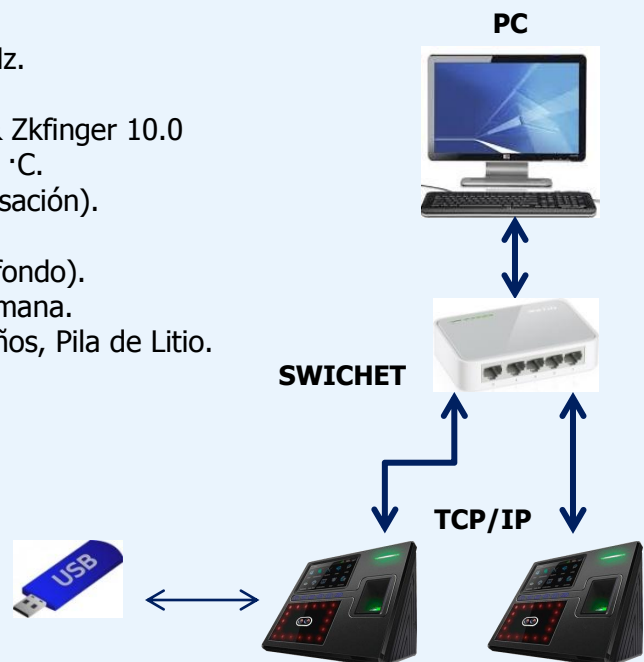 PC
dz.
Zkfinger 10.0
·C.
sación).
fondo).
mana.
ños, Pila de Litio.
SWICHET
TCP/IP
USB